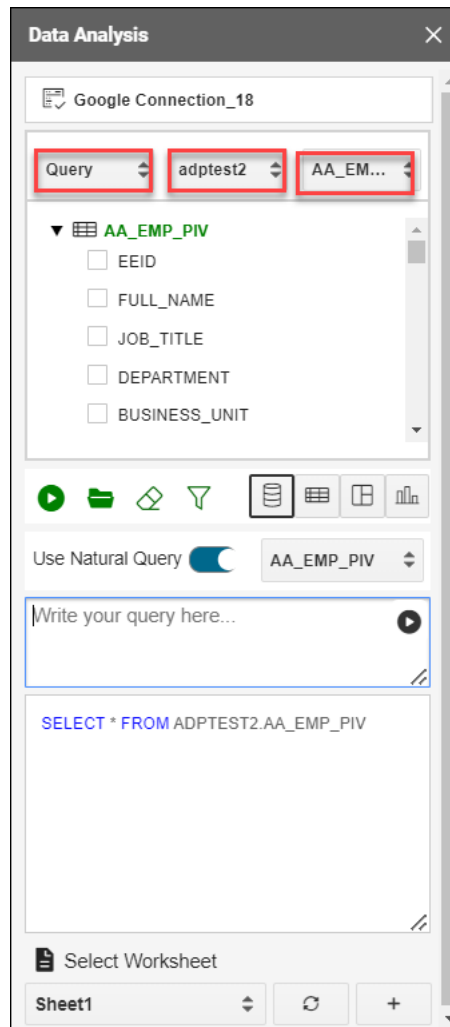 Data Analysis
Google Connection_18
Query adptest2 AA_EM...
AA_EMP_PIV
EEID
FULL_NAME
JOB_TITLE
DEPARTMENT
BUSINESS_UNIT
Use Natural Query AA_EMP_PIV
Write your query here...
SELECT * FROM ADPTEST2.AA_EMP_PIV
Select Worksheet
Sheet1